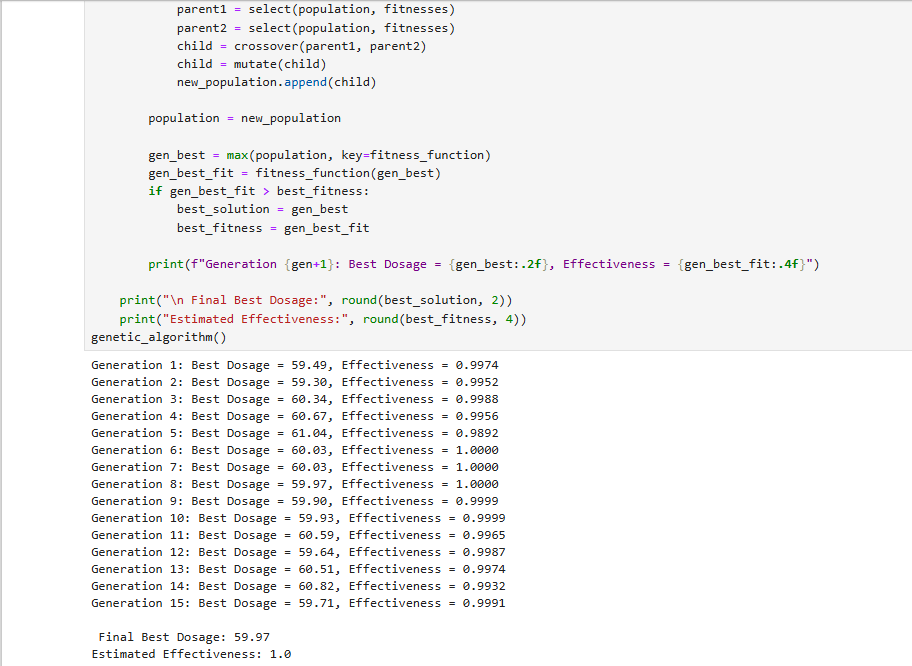 parent1 = select(population, fitnesses)
parent2 = select(population, fitnesses)
child = crossover(parent1, parent2)
child = mutate(child)
new_population.append(child)
population = new_population
gen_best = max(population, key=fitness_function)
gen_best_fit = fitness_function(gen_best)
if gen_best_fit > best_fitness:
best_solution = gen_best
best_fitness = gen_best_fit
print(f"Generation {gen+1}: Best Dosage = {gen_best:.2f}, Effectiveness = {gen_best_fit:.4f}")
print("\n Final Best Dosage:", round(best_solution, 2))
print("Estimated Effectiveness:", round(best_fitness, 4))
genetic_algorithm()
Generation 1: Best Dosage = 59.49, Effectiveness = 0.9974
Generation 2: Best Dosage = 59.30, Effectiveness = 0.9952
Generation 3: Best Dosage = 60.34, Effectiveness = 0.9988
Generation 4: Best Dosage = 60.67, Effectiveness = 0.9956
Generation 5: Best Dosage = 61.04, Effectiveness = 0.9892
Generation 6: Best Dosage = 60.03, Effectiveness = 1.0000
Generation 7: Best Dosage = 60.03, Effectiveness = 1.0000
Generation 8: Best Dosage = 59.97, Effectiveness = 1.0000
Generation 9: Best Dosage = 59.90, Effectiveness = 0.9999
Generation 10: Best Dosage = 59.93, Effectiveness = 0.9999
Generation 11: Best Dosage = 60.59, Effectiveness = 0.9965
Generation 12: Best Dosage = 59.64, Effectiveness = 0.9987
Generation 13: Best Dosage = 60.51, Effectiveness = 0.9974
Generation 14: Best Dosage = 60.82, Effectiveness = 0.9932
Generation 15: Best Dosage = 59.71, Effectiveness = 0.9991
Final Best Dosage: 59.97
Estimated Effectiveness: 1.0